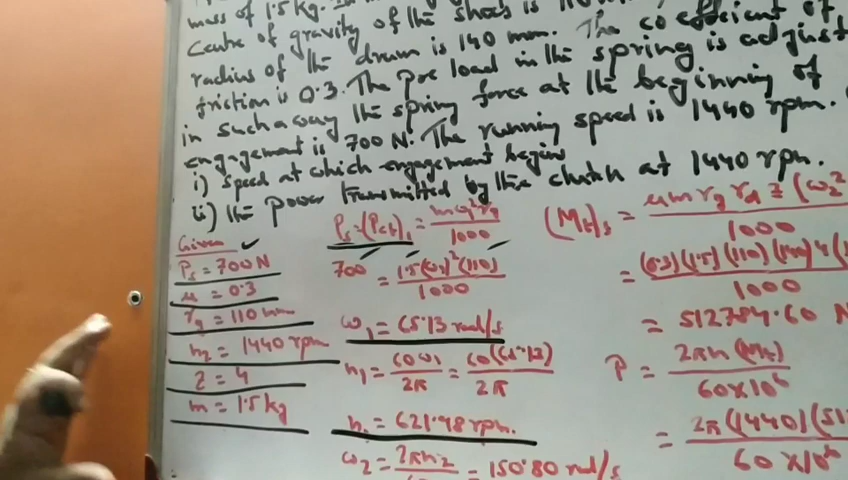 mass of 1.5 kg.
Centre of gravity of the shoes is
radius of the drum is 140 mm. The co efficient of
friction is 0.3. The pre load in the spring is adjust
in such a way the spring force at the beginning of
engagement is 700 N. The running speed is 1440 rpm.
i) Speed at which engagement begins
ii) The power transmitted by the clutch at 1440 rpm.
Given ✓
Ps = 700 N
μ = 0.3
rg = 110 mm
n2 = 1440 rpm
Z = 4
m = 1.5 kg
Ps = (Pcf)1 = mω1²rg / 1000
700 = 1.5(ω1)²(110) / 1000
ω1 = 65.13 rad/s
n1 = 60ω1 / 2π = 60(65.13) / 2π
n1 = 621.98 rpm.
ω2 = 2πn2 / = 150.80 rad/s
(Mt)s = μ m rg rd z (ω2²
1000
= (0.3)(1.5)(110)(140) 4 (
1000
= 512784.60 N
P = 2πn (Mt) / 60×10⁶
= 2π(1440)(51
60 ×10⁶